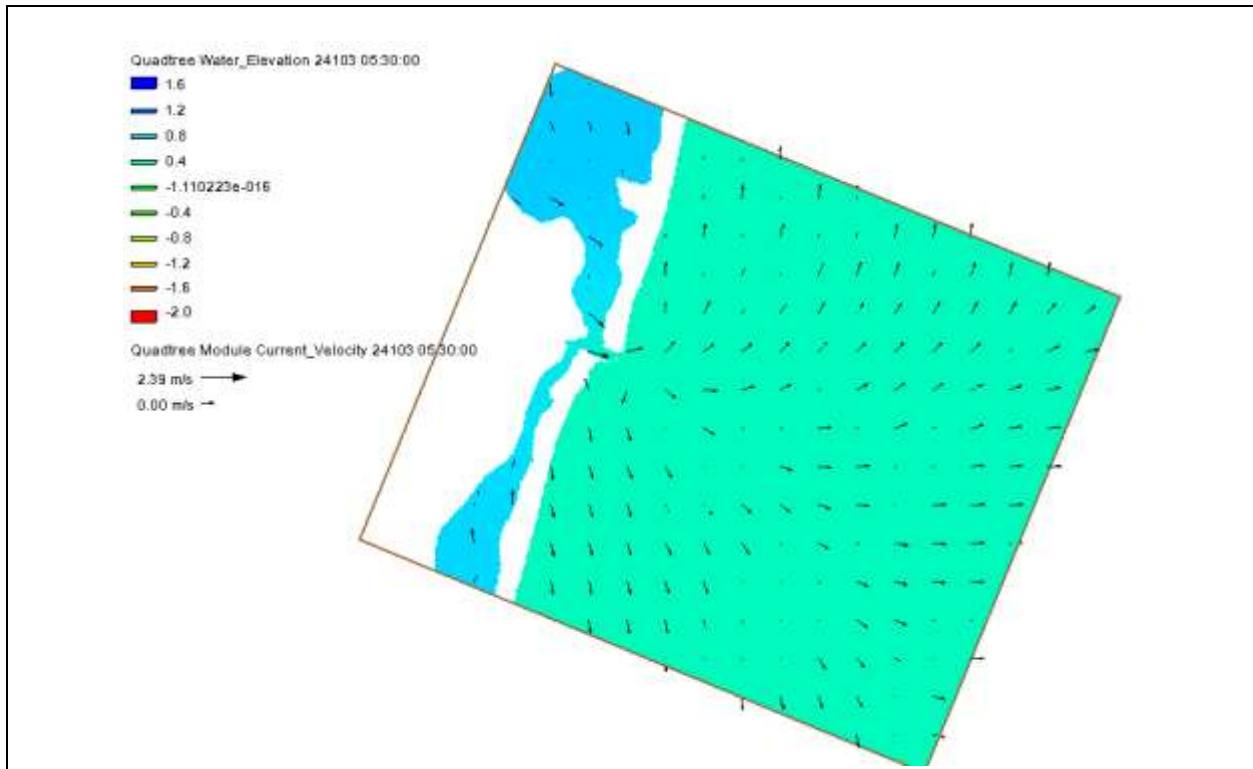 Quadtree Water_Elevation 24103 05:30:00
1.6
1.2
0.8
0.4
-1.110223e-016
-0.4
-0.8
-1.2
-1.6
-2.0
Quadtree Module Current_Velocity 24103 05:30:00
2.39 m/s
0.00 m/s